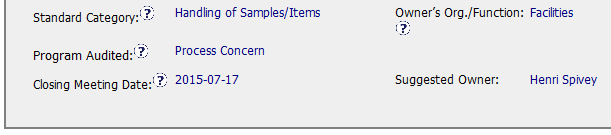 Standard Category:? Handling of Samples/Items Owner's Org./Function: Facilities
?
Program Audited:? Process Concern
Closing Meeting Date:? 2015-07-17 Suggested Owner: Henri Spivey